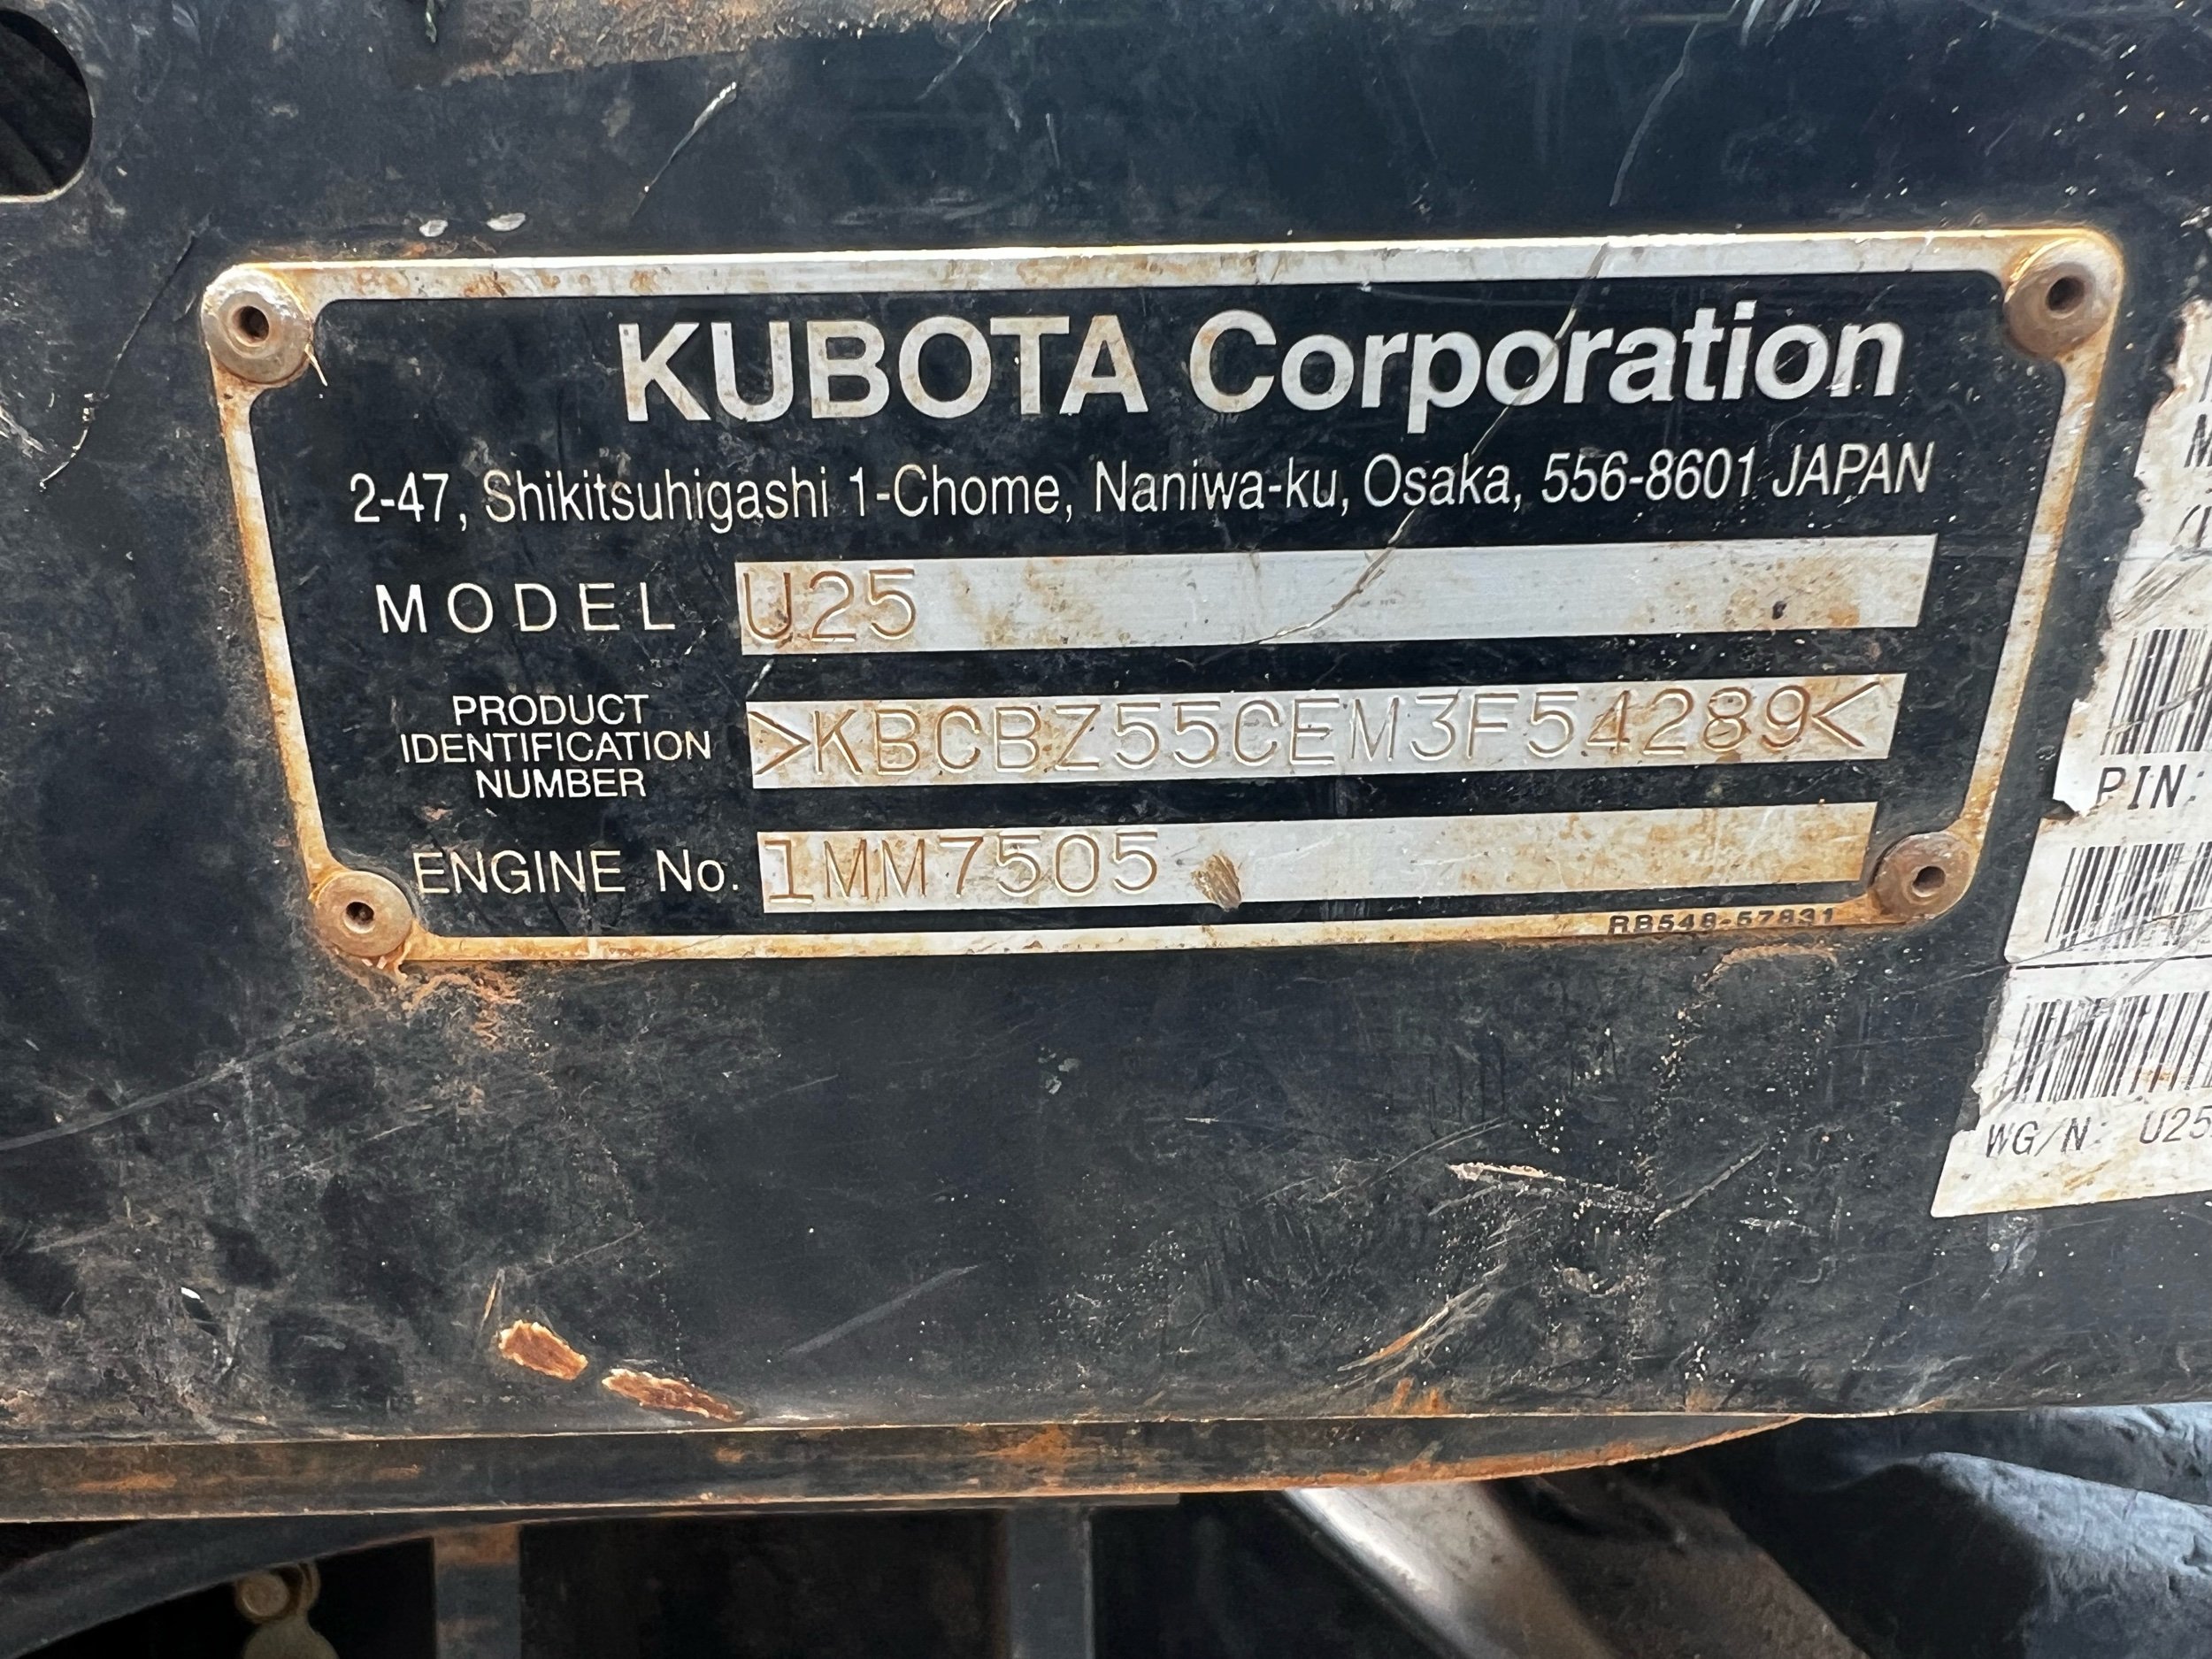 KUBOTA Corporation
2-47, Shikitsuhigashi 1-Chome, Naniwa-ku, Osaka, 556-8601 JAPAN
MODEL U25
PRODUCT
IDENTIFICATION
NUMBER
>KBCBZ55CEM3F54289<
ENGINE No. 1MM7505
RB548-57831
PIN:
WG/N: U25